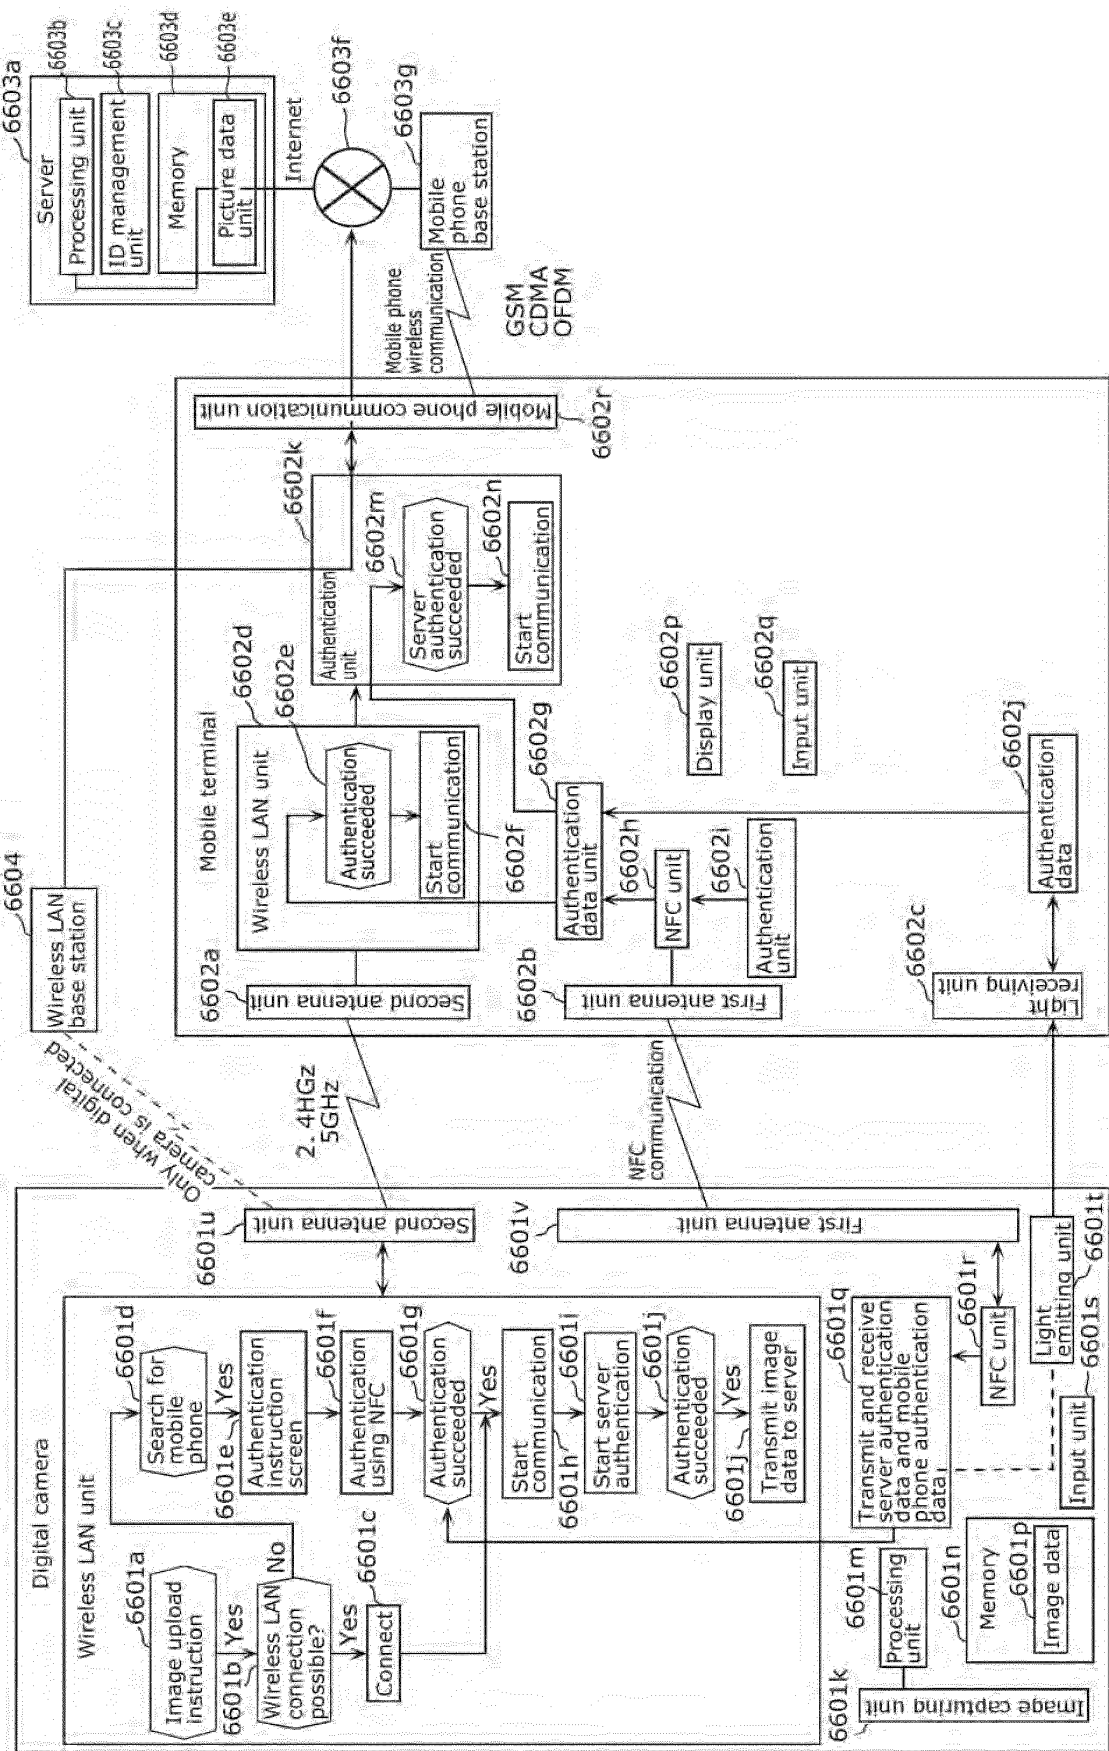 Digital camera
Wireless LAN unit
6601a
Image upload
instruction
6601b
Yes
Wireless LAN
connection
possible?
No
Yes
6601c
Connect
6601d
Search for
mobile
phone
6601e
Yes
Authentication
instruction
screen
6601f
Authentication
using NFC
6601g
Authentication
succeeded
Yes
Start
communication
6601h
6601i
Start server
authentication
6601j
Authentication
succeeded
6601j
Yes
Transmit image
data to server
6601k
Image capturing unit
6601m
Processing
unit
6601n
Memory
6601p
Image data
6601q
Transmit and receive
server authentication
data and mobile
phone authentication
data
6601r
NFC unit
6601s
Input unit
6601t
Light
emitting unit
6601u
Second antenna unit
6601v
First antenna unit
Only when digital
camera is connected
2.4HGz
5GHz
NFC
communication
6604
Wireless LAN
base station
Mobile terminal
6602a
Second antenna unit
6602b
First antenna unit
6602c
Light
receiving unit
6602d
Wireless LAN unit
6602e
Authentication
succeeded
Start
communication
6602f
6602g
Authentication
data unit
6602h
NFC unit
6602i
Authentication
unit
6602j
Authentication
data
6602k
Authentication
unit
6602m
Server
authentication
succeeded
6602n
Start
communication
6602p
Display unit
6602q
Input unit
6602r
Mobile phone communication unit
Mobile phone
wireless
communication
GSM
CDMA
OFDM
6603a
Server
6603b
Processing unit
6603c
ID management
unit
6603d
Memory
6603e
Picture data
unit
Internet
6603f
6603g
Mobile
phone
base station